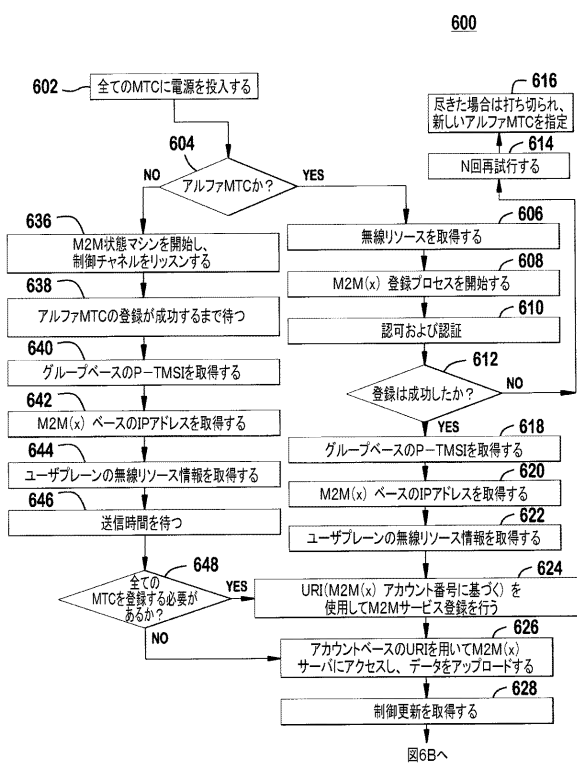 600
602
全てのMTCに電源を投入する
604
アルファMTCか？
NO
YES
616
尽きた場合は打ち切られ、
新しいアルファMTCを指定
614
N回再試行する
606
無線リソースを取得する
608
M2M(x) 登録プロセスを開始する
610
認可および認証
612
登録は成功したか？
NO
YES
618
グループベースのP-TMSIを取得する
620
M2M(x) ベースのIPアドレスを取得する
622
ユーザプレーンの無線リソース情報を取得する
636
M2M状態マシンを開始し、
制御チャネルをリッスンする
638
アルファMTCの登録が成功するまで待つ
640
グループベースのP-TMSIを取得する
642
M2M(x) ベースのIPアドレスを取得する
644
ユーザプレーンの無線リソース情報を取得する
646
送信時間を待つ
648
全ての
MTCを登録する必要が
あるか？
YES
NO
624
URI(M2M(x) アカウント番号に基づく) を
使用してM2Mサービス登録を行う
626
アカウントベースのURIを用いてM2M(x)
サーバにアクセスし、データをアップロードする
628
制御更新を取得する
図6Bへ